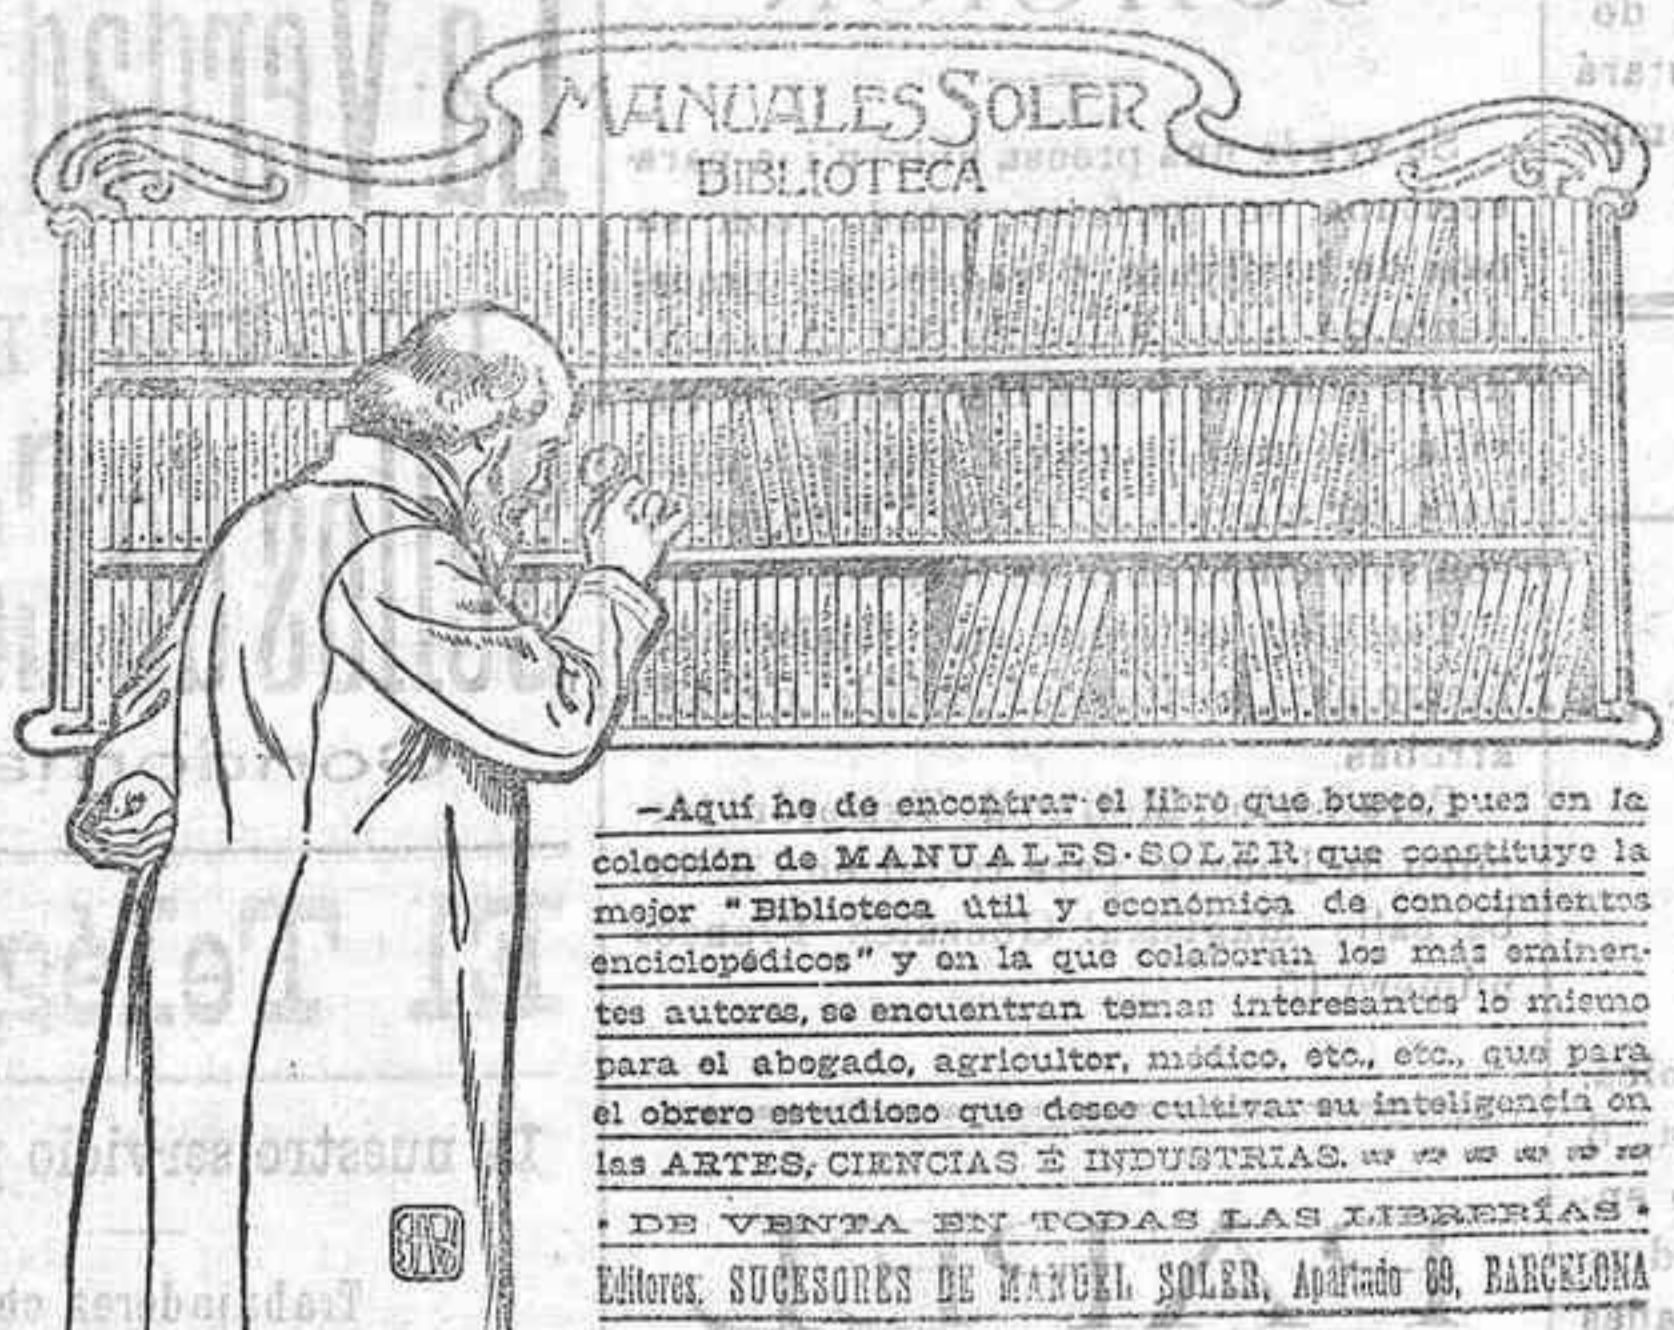 MANUALES SOLER
BIBLIOTECA
—Aquí he de encontrar el libro que busco, pues en la
colección de MANUALES-SOLER que constituye la
mejor "Biblioteca útil y económica de conocimientos
enciclopédicos" y en la que colaboran los más eminen-
tes autores, se encuentran temas interesantes lo mismo
para el abogado, agricultor, médico, etc., etc., que para
el obrero estudioso que desee cultivar su inteligencia en
las ARTES, CIENCIAS É INDUSTRIAS.
• DE VENTA EN TODAS LAS LIBRERÍAS •
Editores, SUCESORES DE MANUEL SOLER, Apartado 89, BARCELONA